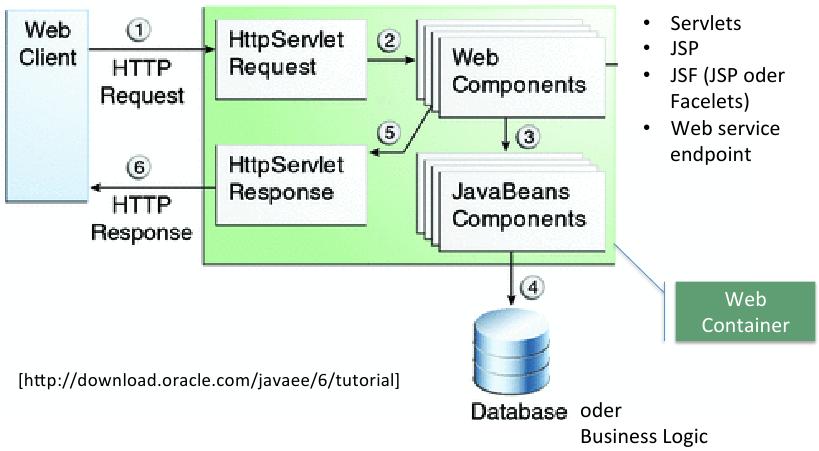 Web
Client
1
HTTP
Request
HttpServlet
Request
2
Web
Components
• Servlets
• JSP
• JSF (JSP oder
Facelets)
• Web service
endpoint
3
5
6
HTTP
Response
HttpServlet
Response
JavaBeans
Components
4
Web
Container
[http://download.oracle.com/javaee/6/tutorial]
Database oder
Business Logic